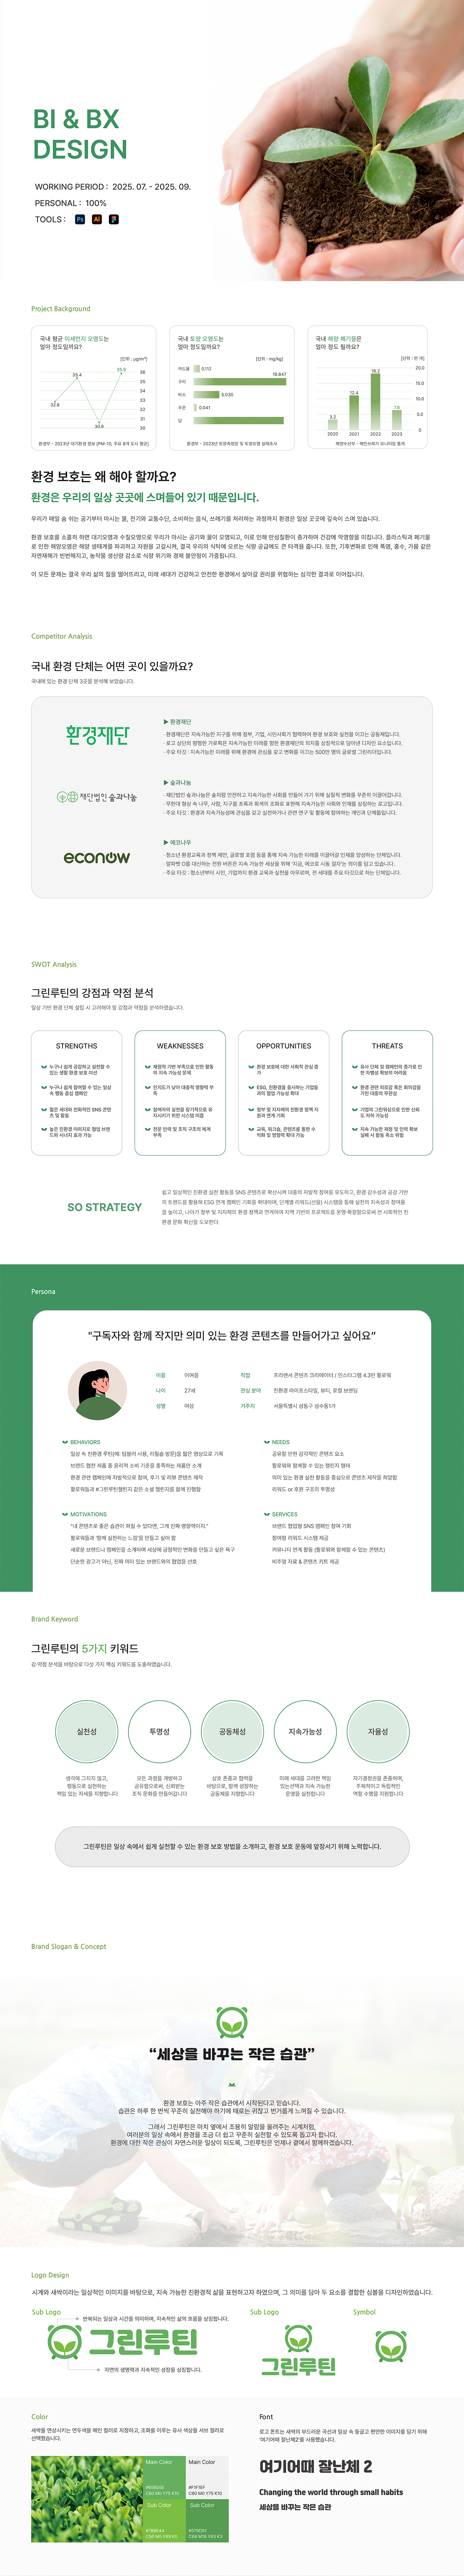 BI & BX
DESIGN
WORKING PERIOD : 2025. 07. - 2025. 09.
PERSONAL : 100%
TOOLS : Ps Ai
Project Background
국내 평균 미세먼지 오염도는
얼마 정도일까요?
[단위 : μg/m³]
32.8
35.4
30.8
35.9
36
35
34
33
32
31
30
환경부 - 2023년 대기환경 정보 [PM-10, 주요 8개 도시 평균]
국내 토양 오염도는
얼마 정도일까요?
[단위 - mg/kg]
카드뮴 0.112
구리 18.847
비소 5.030
수은 0.041
납
환경부 - 2023년 토양측정망 및 토양오염 실태조사
국내 해양 폐기물은
얼마 정도 될까요?
[단위 : 만 개]
3.2
12.4
18.2
7.6
20.0
15.0
10.0
5.0
0
2020 2021 2022 2023
해양수산부 - 해안쓰레기 모니터링 통계
환경 보호는 왜 해야 할까요?
환경은 우리의 일상 곳곳에 스며들어 있기 때문입니다.
우리가 매일 숨 쉬는 공기부터 마시는 물, 전기와 교통수단, 소비하는 음식, 쓰레기를 처리하는 과정까지 환경은 일상 곳곳에 깊숙이 스며 있습니다.
환경 보호를 소홀히 하면 대기오염과 수질오염으로 우리가 마시는 공기와 물이 오염되고, 이로 인해 만성질환이 증가하며 건강에 악영향을 미칩니다. 플라스틱과 폐기물
로 인한 해양오염은 해양 생태계를 파괴하고 자원을 고갈시켜, 결국 우리의 식탁에 오르는 식량 공급에도 큰 타격을 줍니다. 또한, 기후변화로 인해 폭염, 홍수, 가뭄 같은
자연재해가 빈번해지고, 농작물 생산량 감소로 식량 위기와 경제 불안정이 가중됩니다.
이 모든 문제는 결국 우리 삶의 질을 떨어뜨리고, 미래 세대가 건강하고 안전한 환경에서 살아갈 권리를 위협하는 심각한 결과로 이어집니다.
Competitor Analysis
국내 환경 단체는 어떤 곳이 있을까요?
국내에 있는 환경 단체 3곳을 분석해 보았습니다.
환경재단
▶ 환경재단
· 환경재단은 지속가능한 지구를 위해 정부, 기업, 시민사회가 협력하여 환경 보호와 실천을 이끄는 공동체입니다.
· 로고 상단의 평행한 가로획은 지속가능한 미래를 향한 환경재단의 의지를 상징적으로 담아낸 디자인 요소입니다.
· 주요 타깃 : 지속가능한 미래를 위해 환경에 관심을 갖고 변화를 이끄는 500만 명의 글로벌 그린리더입니다.
재단법인 숲과나눔
▶ 숲과나눔
· 재단법인 숲과나눔은 숲처럼 안전하고 지속가능한 사회를 만들어 가기 위해 실질적 변화를 꾸준히 이끌어갑니다.
· 무한대 형상 속 나무, 사람, 지구를 초록과 회색의 조화로 표현해 지속가능한 사회와 인재를 상징하는 로고입니다.
· 주요 타깃 : 환경과 지속가능성에 관심을 갖고 실천하거나 관련 연구 및 활동에 참여하는 개인과 단체들입니다.
econow
▶ 에코나우
· 청소년 환경교육과 정책 제안, 글로벌 포럼 등을 통해 지속 가능한 미래를 이끌어갈 인재를 양성하는 단체입니다.
· 알파벳 O를 대신하는 전원 버튼은 지속 가능한 세상을 위해 '지금, 에코로 시동 걸자'는 의미를 담고 있습니다.
· 주요 타깃 : 청소년부터 시민, 기업까지 환경 교육과 실천을 아우르며, 전 세대를 주요 타깃으로 하는 단체입니다.
SWOT Analysis
그린루틴의 강점과 약점 분석
일상 기반 환경 단체 설립 시 고려해야 할 강점과 약점을 분석하였습니다.
STRENGTHS
누구나 쉽게 공감하고 실천할 수
있는 생활 환경 보호 미션
누구나 쉽게 참여할 수 있는 일상
속 행동 중심 캠페인
젊은 세대와 친화적인 SNS 콘텐
츠 및 활동
높은 친환경 이미지로 협업 브랜
드와 시너지 효과 가능
WEAKNESSES
재정적 기반 부족으로 인한 활동
의 지속 가능성 문제
인지도가 낮아 대중적 영향력 부
족
참여자의 실천을 장기적으로 유
지시키기 위한 시스템 미흡
전문 인력 및 조직 구조의 체계
부족
OPPORTUNITIES
환경 보호에 대한 사회적 관심 증
가
ESG, 친환경을 중시하는 기업들
과의 협업 가능성 확대
정부 및 지자체의 친환경 정책 지
원과 연계 기회
교육, 워크숍, 콘텐츠를 통한 수
익화 및 영향력 확대 가능
THREATS
유사 단체 및 캠페인의 증가로 인
한 차별성 확보의 어려움
환경 관련 피로감 혹은 회의감을
가진 대중의 무관심
기업의 그린워싱으로 인한 신뢰
도 저하 가능성
지속 가능한 재정 및 인력 확보
실패 시 활동 축소 위험
SO STRATEGY
쉽고 일상적인 친환경 실천 활동을 SNS 콘텐츠로 확산시켜 대중의 자발적 참여를 유도하고, 환경 감수성과 공감 기반
의 브랜드를 활용해 ESG 연계 캠페인 기회를 확대하며, 단계별 리워드(선물) 시스템을 통해 실천의 지속성과 참여율
을 높이고, 나아가 정부 및 지자체의 환경 정책과 연계하여 지역 기반의 프로젝트를 운영·확장함으로써 전 사회적인 친
환경 문화 확산을 도모한다.
Persona
"구독자와 함께 작지만 의미 있는 환경 콘텐츠를 만들어가고 싶어요"
이름 이여름
나이 27세
성별 여성
직업 프리랜서 콘텐츠 크리에이터 / 인스타그램 4.3만 팔로워
관심 분야 친환경 라이프스타일, 뷰티, 로컬 브랜딩
거주지 서울특별시 성동구 성수동1가
BEHAVIORS
일상 속 친환경 루틴(예: 텀블러 사용, 리필숍 방문)을 짧은 영상으로 기록
브랜드 협찬 제품 중 윤리적 소비 기준을 충족하는 제품만 소개
환경 관련 캠페인에 자발적으로 참여, 후기 및 리뷰 콘텐츠 제작
팔로워들과 #그린루틴챌린지 같은 소셜 챌린지를 함께 진행함
NEEDS
공유할 만한 감각적인 콘텐츠 요소
팔로워와 함께할 수 있는 챌린지 형태
의미 있는 환경 실천 활동을 중심으로 콘텐츠 제작을 희망함
리워드 or 후원 구조의 투명성
MOTIVATIONS
"내 콘텐츠로 좋은 습관이 퍼질 수 있다면, 그게 진짜 영향력이지."
팔로워들과 '함께 실천하는 느낌'을 만들고 싶어 함
새로운 브랜드나 캠페인을 소개하며 세상에 긍정적인 변화를 만들고 싶은 욕구
단순한 광고가 아닌, 진짜 의미 있는 브랜드와의 협업을 선호
SERVICES
브랜드 협업형 SNS 캠페인 참여 기회
참여형 리워드 시스템 제공
커뮤니티 연계 활동 (팔로워와 함께할 수 있는 콘텐츠)
비주얼 자료 & 콘텐츠 키트 제공
Brand Keyword
그린루틴의 5가지 키워드
강·약점 분석을 바탕으로 다섯 가지 핵심 키워드를 도출하였습니다.
실천성
투명성
공동체성
지속가능성
자율성
생각에 그치지 않고,
행동으로 실현하는
책임 있는 자세를 지향합니다
모든 과정을 개방하고
공유함으로써, 신뢰받는
조직 문화를 만들어갑니다
상호 존중과 협력을
바탕으로, 함께 성장하는
공동체를 지향합니다
미래 세대를 고려한 책임
있는선택과 지속 가능한
운영을 실천합니다
자기결정권을 존중하며,
주체적이고 독립적인
역할 수행을 지원합니다
그린루틴은 일상 속에서 쉽게 실천할 수 있는 환경 보호 방법을 소개하고, 환경 보호 운동에 앞장서기 위해 노력합니다.
Brand Slogan & Concept
“세상을 바꾸는 작은 습관”
환경 보호는 아주 작은 습관에서 시작된다고 믿습니다.
습관은 하루 한 번씩 꾸준히 실천해야 하기에 때로는 귀찮고 번거롭게 느껴질 수 있습니다.
그래서 그린루틴은 마치 옆에서 조용히 알람을 울려주는 시계처럼,
여러분의 일상 속에서 환경을 조금 더 쉽고 꾸준히 실천할 수 있도록 돕고자 합니다.
환경에 대한 작은 관심이 자연스러운 일상이 되도록, 그린루틴은 언제나 곁에서 함께하겠습니다.
Logo Design
시계와 새싹이라는 일상적인 이미지를 바탕으로, 지속 가능한 친환경적 삶을 표현하고자 하였으며, 그 의미를 담아 두 요소를 결합한 심볼을 디자인하였습니다.
Sub Logo
반복되는 일상과 시간을 의미하며, 지속적인 삶의 흐름을 상징합니다.
그린루틴
자연의 생명력과 지속적인 성장을 상징합니다.
Sub Logo
그린루틴
Symbol
Color
새싹을 연상시키는 연두색을 메인 컬러로 지정하고, 조화를 이루는 유사 색상을 서브 컬러로
선택했습니다.
Main Color
C60 M0 Y75 K10
Main Color
#F1F1EF
C60 M0 Y75 K10
Sub Color
Sub Color
Font
로고 폰트는 새싹의 부드러운 곡선과 일상 속 둥글고 편안한 이미지를 담기 위해
'여기어때 잘난체2'를 사용했습니다.
여기어때 잘난체 2
Changing the world through small habits
세상을 바꾸는 작은 습관